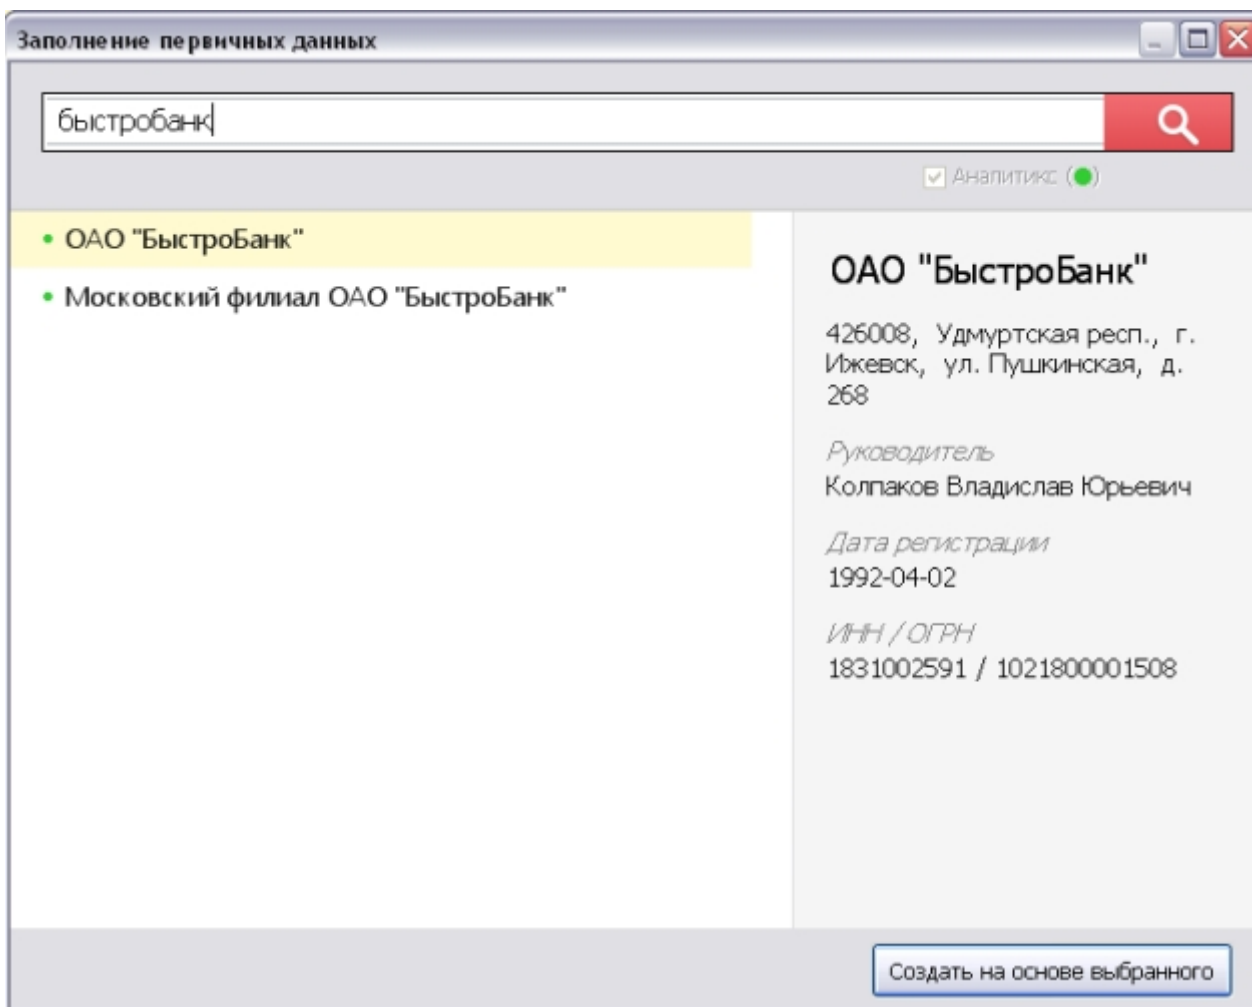 Заполнение первичных данных
быстробанк
Аналитикс ( )
• ОАО "БыстроБанк"
• Московский филиал ОАО "БыстроБанк"
ОАО "БыстроБанк"
426008, Удмуртская респ., г.
Ижевск, ул. Пушкинская, д.
268
Руководитель
Колпаков Владислав Юрьевич
Дата регистрации
1992-04-02
ИНН / ОГРН
1831002591 / 1021800001508
Создать на основе выбранного